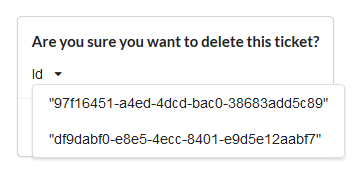 Are you sure you want to delete this ticket?
Id
"97f16451-a4ed-4dcd-bac0-38683add5c89"
"df9dabf0-e8e5-4ecc-8401-e9d5e12aabf7"